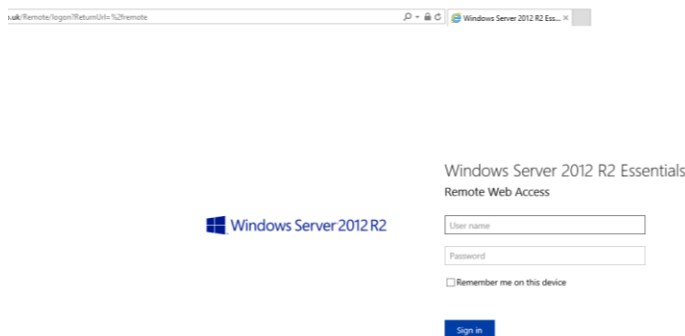 .uk/Remote/logon?ReturnUrl=%2fremote
Windows Server 2012 R2 Ess...
Windows Server 2012 R2 Essentials
Remote Web Access
Windows Server 2012 R2
User name
Password
Remember me on this device
Sign in